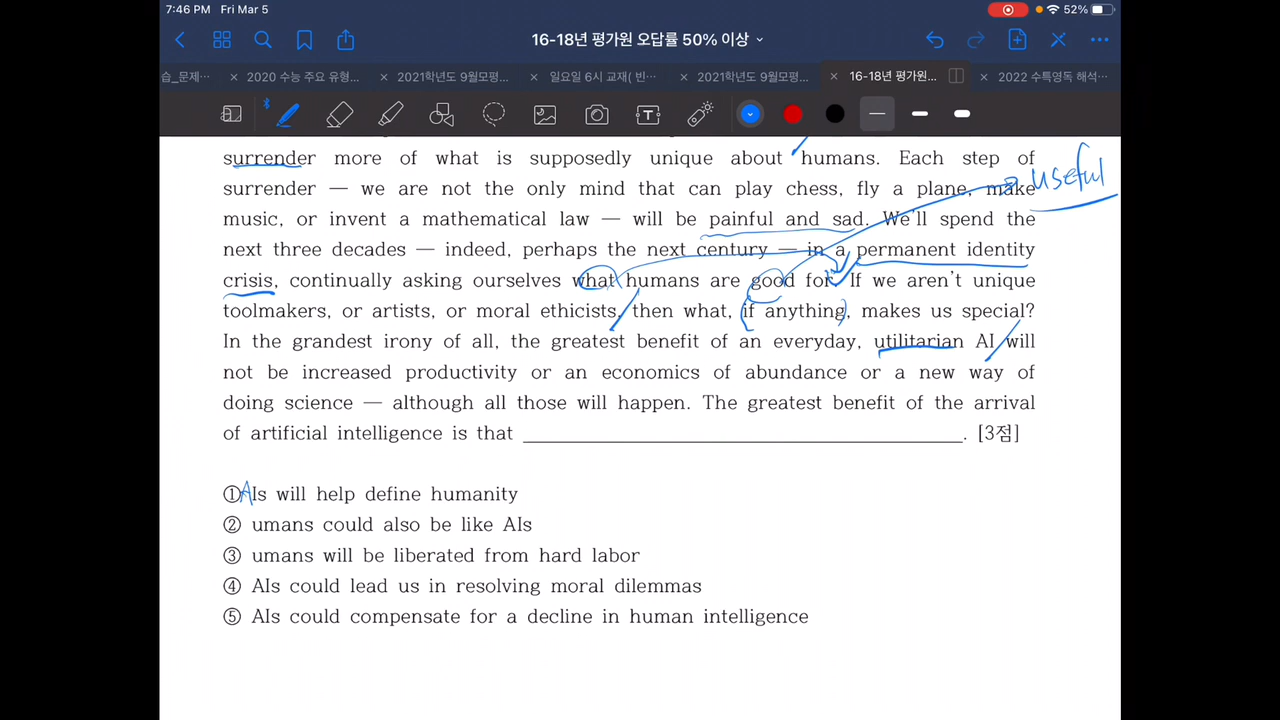 7:46 PM Fri Mar 5
52%
16-18년 평가원 오답률 50% 이상
습_문제···
2020 수능 주요 유형···
2021학년도 9월모평···
일요일 6시 교재( 빈···
2021학년도 9월모평···
16-18년 평가원···
2022 수특영독 해석···
surrender more of what is supposedly unique about humans. Each step of
surrender — we are not the only mind that can play chess, fly a plane, make
useful
music, or invent a mathematical law — will be painful and sad. We'll spend the
next three decades — indeed, perhaps the next century — in a permanent identity
crisis, continually asking ourselves what humans are good for. If we aren't unique
toolmakers, or artists, or moral ethicists, then what, if anything, makes us special?
In the grandest irony of all, the greatest benefit of an everyday, utilitarian AI will
not be increased productivity or an economics of abundance or a new way of
doing science — although all those will happen. The greatest benefit of the arrival
of artificial intelligence is that ____________________. [3점]
① AIs will help define humanity
② umans could also be like AIs
③ umans will be liberated from hard labor
④ AIs could lead us in resolving moral dilemmas
⑤ AIs could compensate for a decline in human intelligence